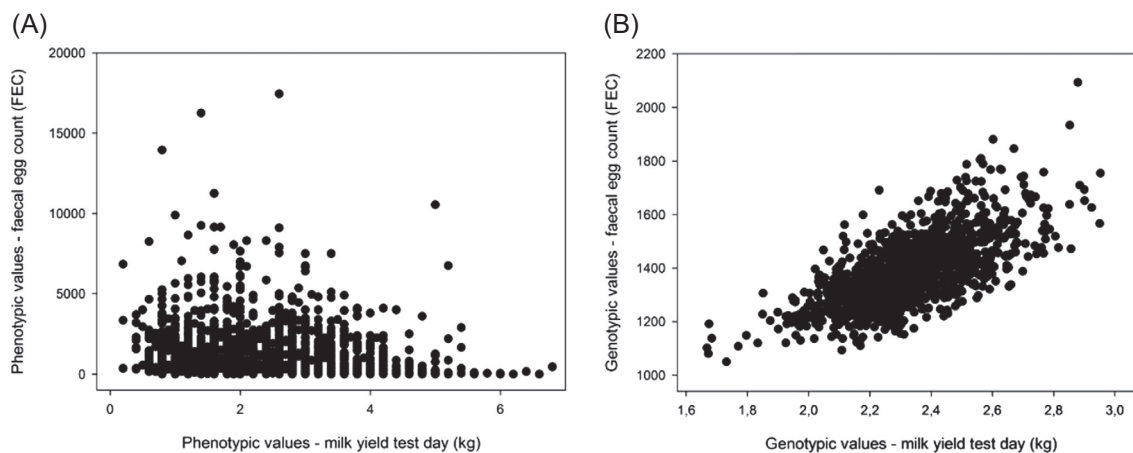 (A)
Phenotypic values - faecal egg count (FEC)
20000
15000
10000
5000
0
0 2 4 6
Phenotypic values - milk yield test day (kg)
(B)
Genotypic values - faecal egg count (FEC)
2200
2000
1800
1600
1400
1200
1000
1,6 1,8 2,0 2,2 2,4 2,6 2,8 3,0
Genotypic values - milk yield test day (kg)